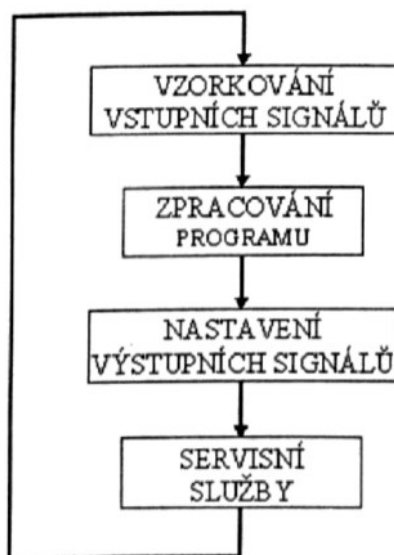 VZORKOVÁNÍ
VSTUPNÍCH SIGNÁLŮ
ZPRACOVÁNÍ
PROGRAMU
NASTAVENÍ
VÝSTUPNÍCH SIGNÁLŮ
SERVISNÍ
SLUŽBY